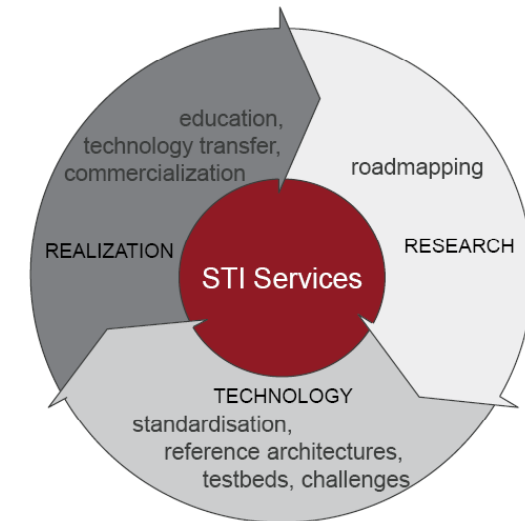 education,
technology transfer,
commercialization
roadmapping
REALIZATION
RESEARCH
STI Services
TECHNOLOGY
standardisation,
reference architectures,
testbeds, challenges